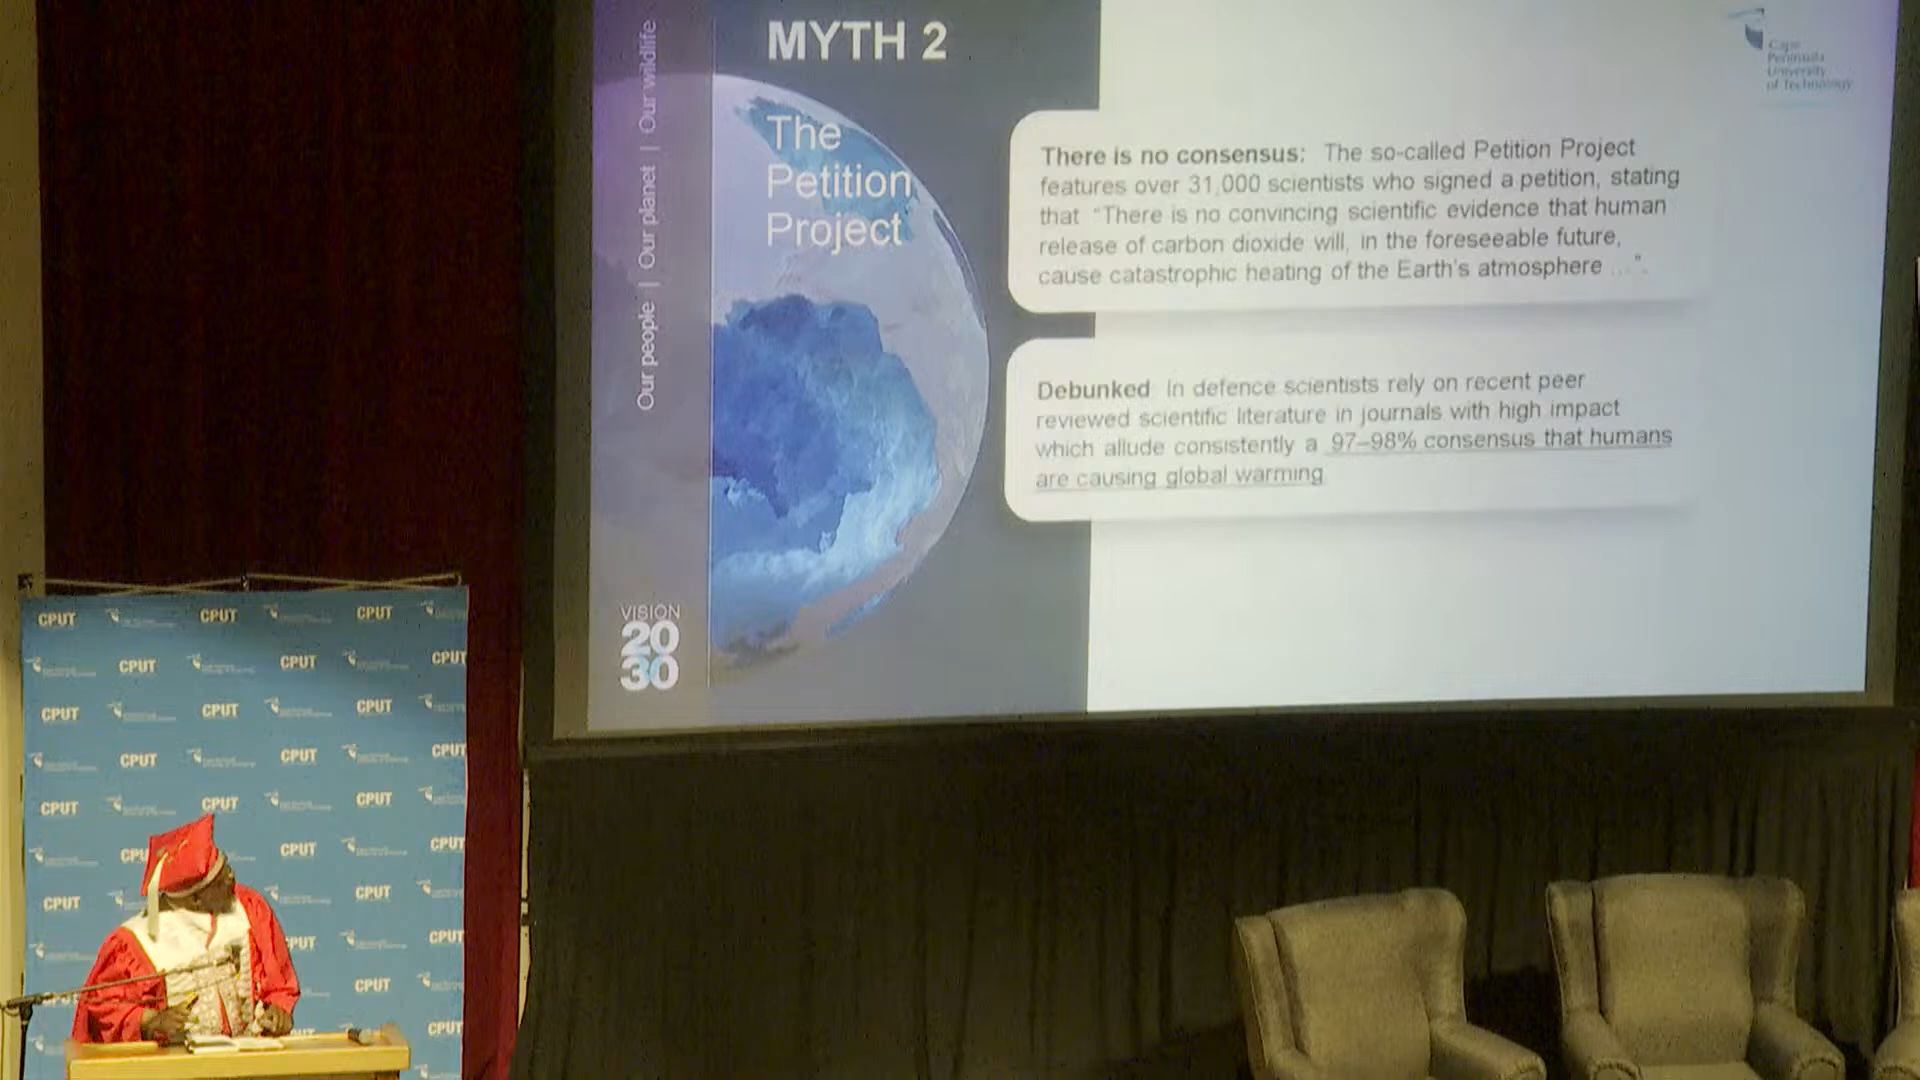 MYTH 2
The
Petition
Project
Our people | Our planet | Our wildlife
VISION
20
30
Cape
Peninsula
University
of Technology
There is no consensus: The so-called Petition Project
features over 31,000 scientists who signed a petition, stating
that “There is no convincing scientific evidence that human
release of carbon dioxide will, in the foreseeable future,
cause catastrophic heating of the Earth’s atmosphere ...”.
Debunked In defence scientists rely on recent peer
reviewed scientific literature in journals with high impact
which allude consistently a 97–98% consensus that humans
are causing global warming
CPUT CPUT CPUT
CPUT CPUT CPUT
CPUT CPUT CPUT
CPUT CPUT CPUT
CPUT CPUT CPUT
CPUT CPUT
CPUT CPUT
CPUT
CPUT
CPUT